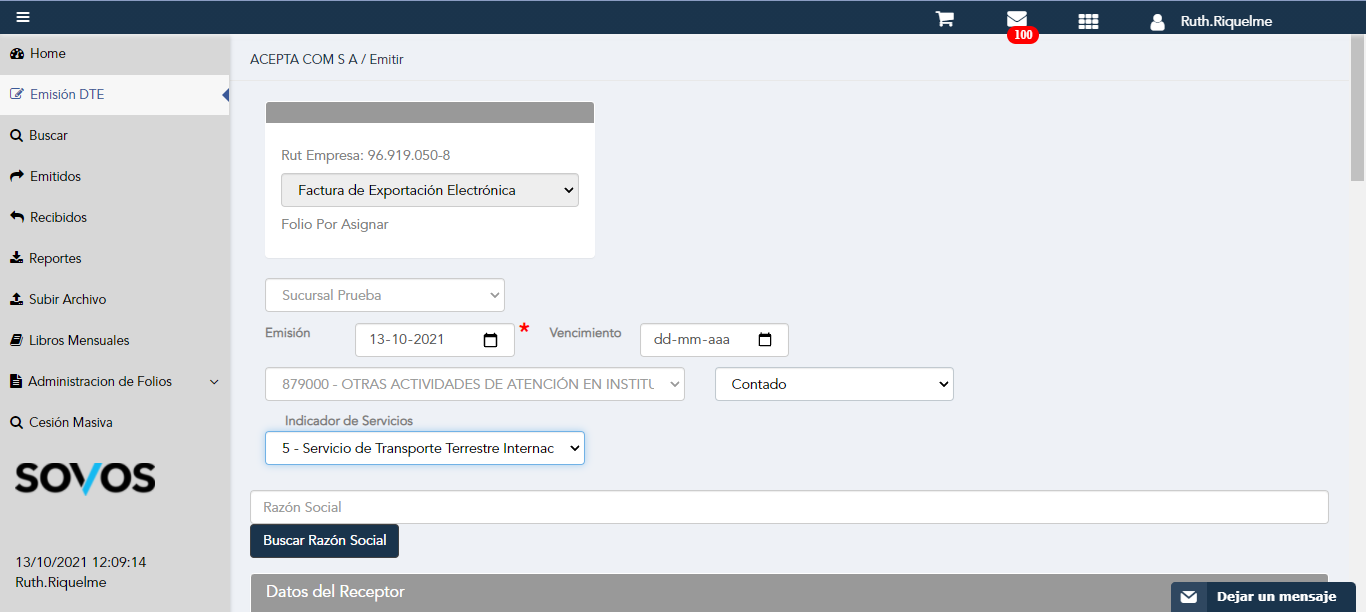 Ruth.Riquelme
100
Home
Emisión DTE
Buscar
Emitidos
Recibidos
Reportes
Subir Archivo
Libros Mensuales
Administracion de Folios
Cesión Masiva
SOVOS
13/10/2021 12:09:14
Ruth.Riquelme
ACEPTA COM S A / Emitir
Rut Empresa: 96.919.050-8
Factura de Exportación Electrónica
Folio Por Asignar
Sucursal Prueba
Emisión 13-10-2021 * Vencimiento dd-mm-aaa
879000 - OTRAS ACTIVIDADES DE ATENCIÓN EN INSTITU Contado
Indicador de Servicios
5 - Servicio de Transporte Terrestre Internac
Razón Social
Buscar Razón Social
Datos del Receptor
Dejar un mensaje